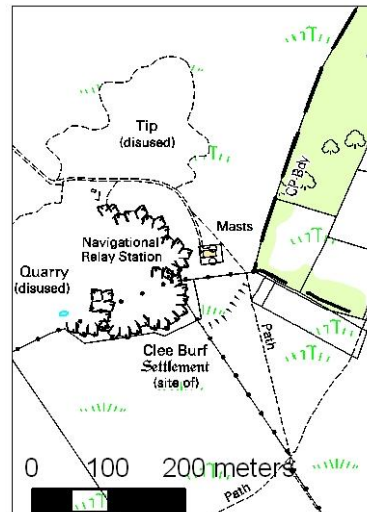 Tip
(disused)
CP Bdy
Masts
Navigational
Relay Station
Quarry
(disused)
Clee Burf
Settlement
(site of)
Path
0 100 200 meters
Path